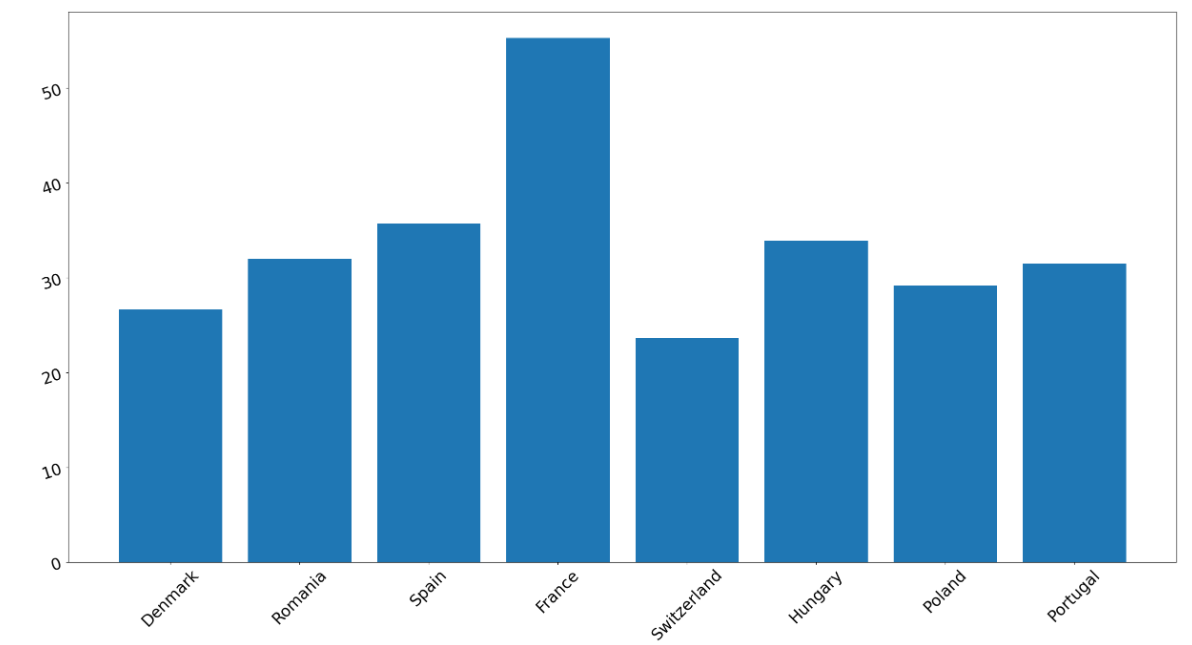 50
40
30
20
10
0
Denmark
Romania
Spain
France
Switzerland
Hungary
Poland
Portugal